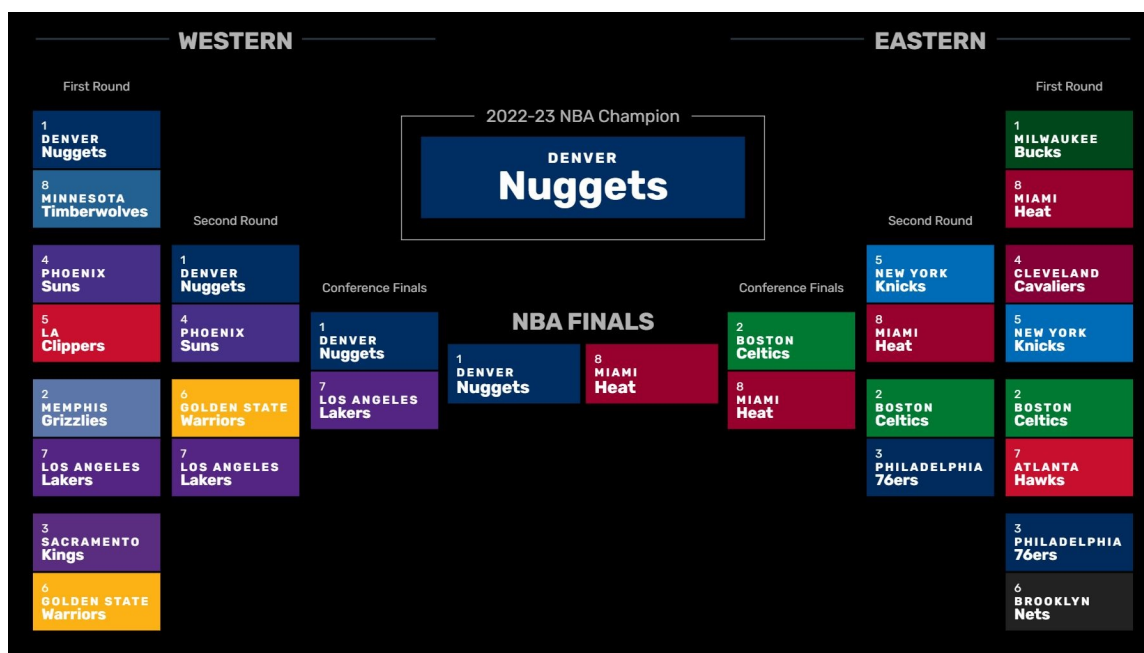 WESTERN
EASTERN
First Round
First Round
2022-23 NBA Champion
DENVER
Nuggets
1
DENVER
Nuggets
8
MINNESOTA
Timberwolves
4
PHOENIX
Suns
5
LA
Clippers
2
MEMPHIS
Grizzlies
7
LOS ANGELES
Lakers
3
SACRAMENTO
Kings
6
GOLDEN STATE
Warriors
Second Round
1
DENVER
Nuggets
4
PHOENIX
Suns
6
GOLDEN STATE
Warriors
7
LOS ANGELES
Lakers
Conference Finals
1
DENVER
Nuggets
7
LOS ANGELES
Lakers
NBA FINALS
1
DENVER
Nuggets
8
MIAMI
Heat
Conference Finals
2
BOSTON
Celtics
8
MIAMI
Heat
Second Round
5
NEW YORK
Knicks
8
MIAMI
Heat
2
BOSTON
Celtics
3
PHILADELPHIA
76ers
1
MILWAUKEE
Bucks
8
MIAMI
Heat
4
CLEVELAND
Cavaliers
5
NEW YORK
Knicks
2
BOSTON
Celtics
7
ATLANTA
Hawks
3
PHILADELPHIA
76ers
6
BROOKLYN
Nets